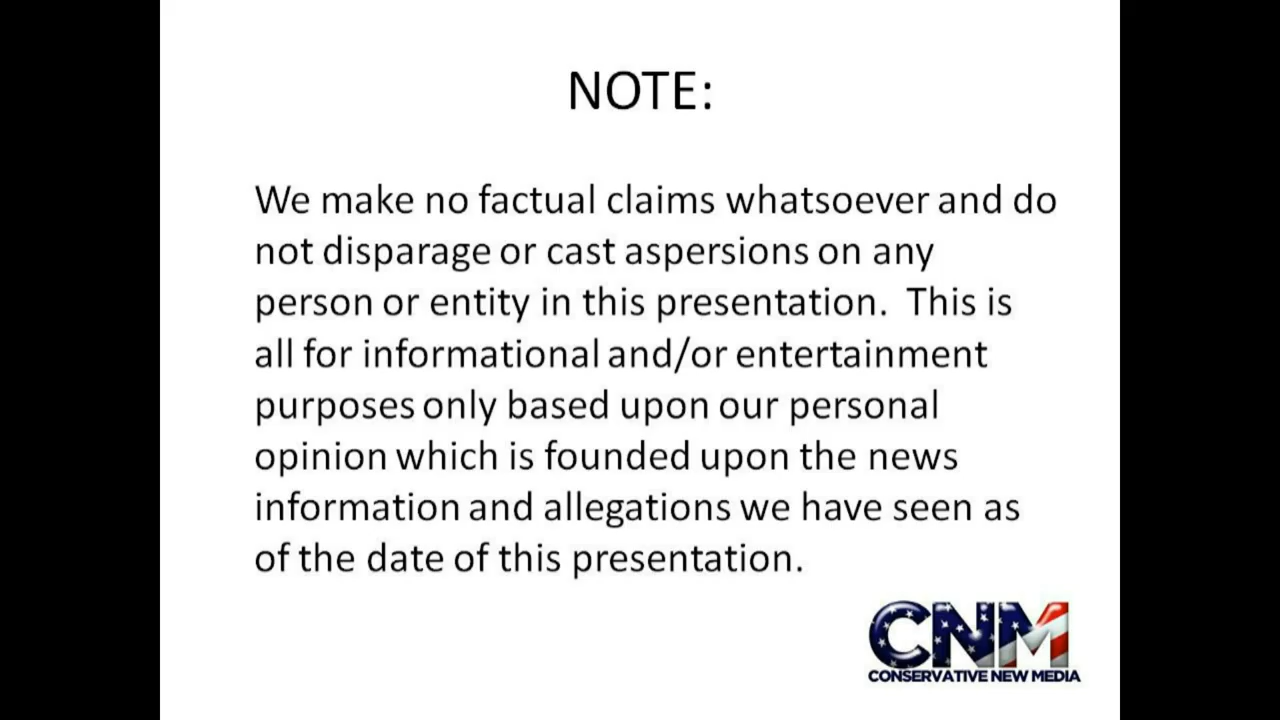 NOTE:
We make no factual claims whatsoever and do
not disparage or cast aspersions on any
person or entity in this presentation.  This is
all for informational and/or entertainment
purposes only based upon our personal
opinion which is founded upon the news
information and allegations we have seen as
of the date of this presentation.
CNM
CONSERVATIVE NEW MEDIA